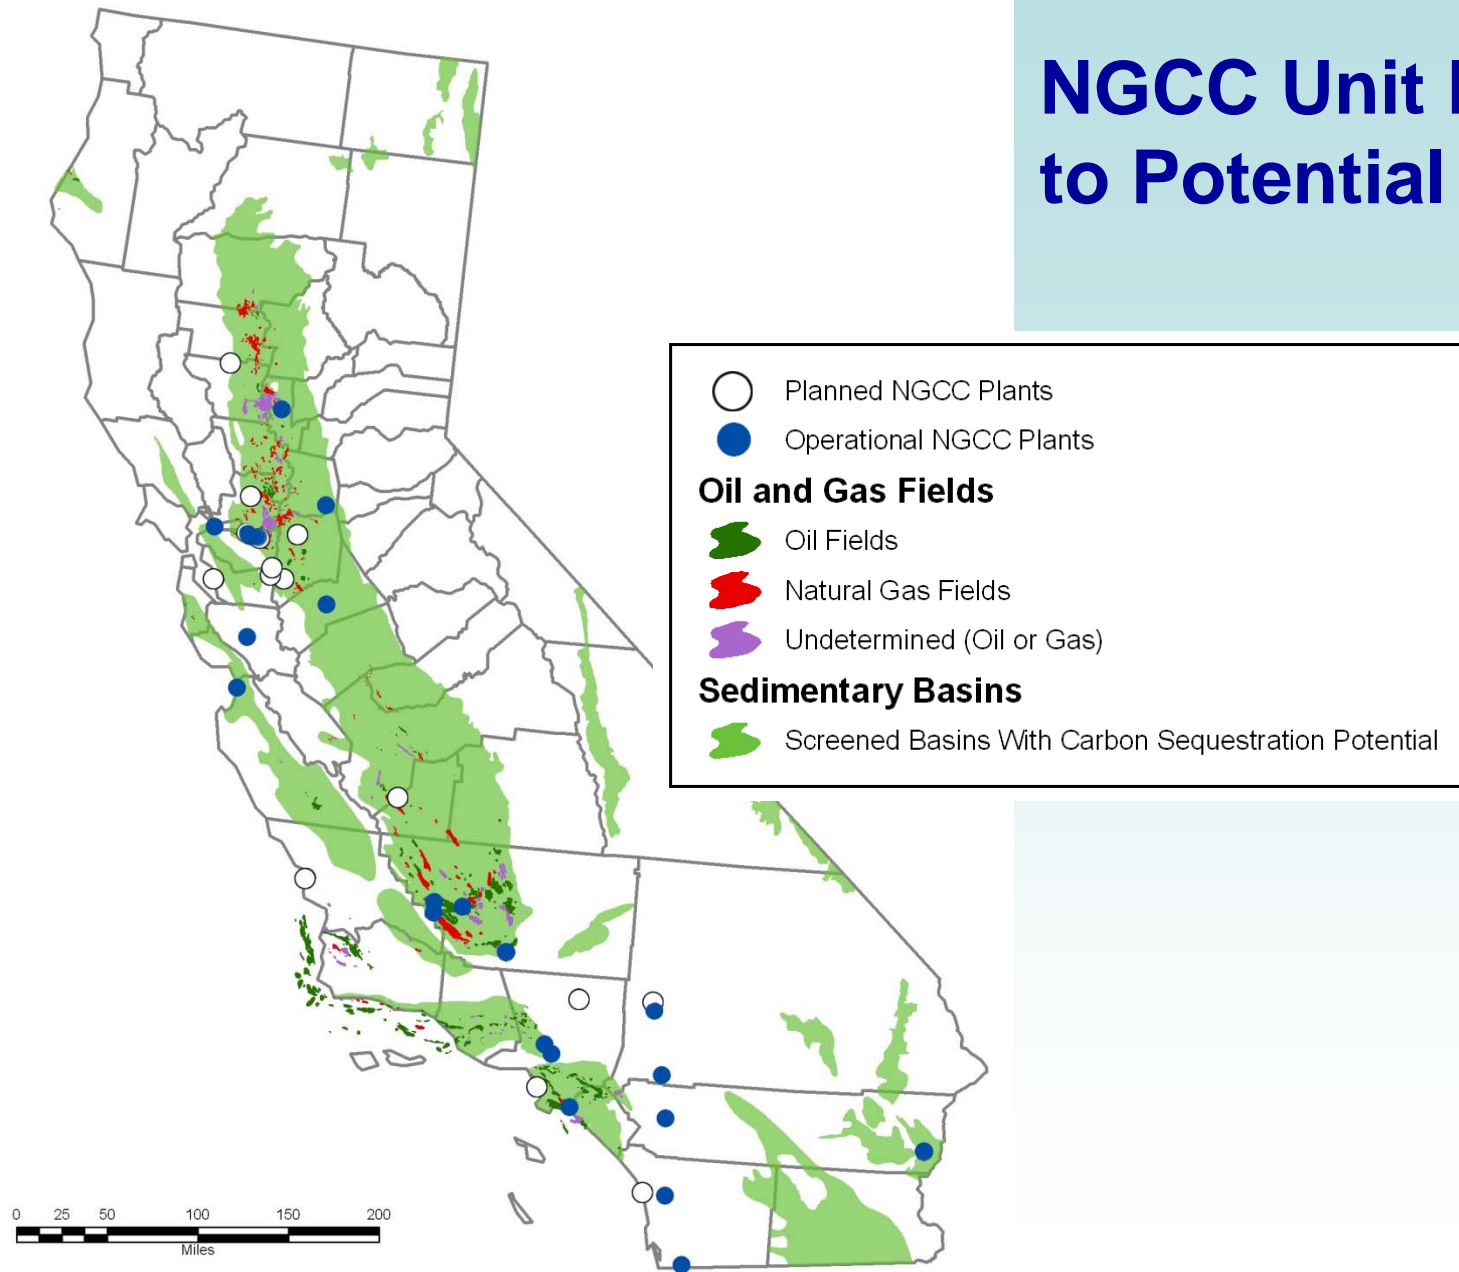 NGCC Unit
to Potential
Planned NGCC Plants
Operational NGCC Plants
Oil and Gas Fields
Oil Fields
Natural Gas Fields
Undetermined (Oil or Gas)
Sedimentary Basins
Screened Basins With Carbon Sequestration Potential
0 25 50 100 150 200
Miles